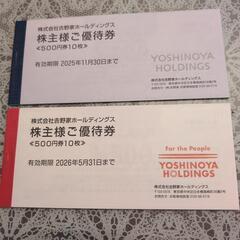 株式会社吉野家ホールディングス
株主様ご優待券
≪500円券10枚≫
有効期限 2025年11月30日まで
YOSHINOYA
HOLDINGS
株式会社吉野家ホールディングス
株主様ご優待券
≪500円券10枚≫
有効期限 2026年5月31日まで
For the People
YOSHINOYA
HOLDINGS
株式会社吉野家ホールディングス